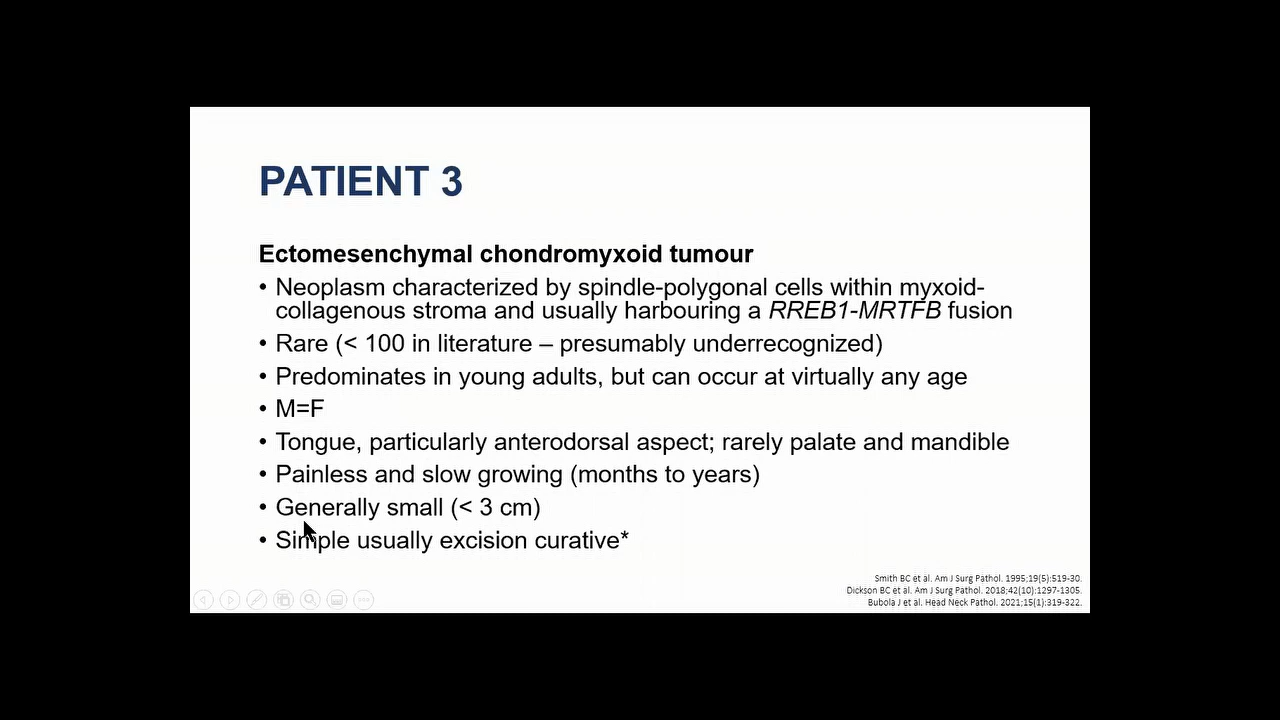 PATIENT 3
Ectomesenchymal chondromyxoid tumour
• Neoplasm characterized by spindle-polygonal cells within myxoid-
collagenous stroma and usually harbouring a RREB1-MRTFB fusion
• Rare (< 100 in literature – presumably underrecognized)
• Predominates in young adults, but can occur at virtually any age
• M=F
• Tongue, particularly anterodorsal aspect; rarely palate and mandible
• Painless and slow growing (months to years)
• Generally small (< 3 cm)
• Simple usually excision curative*
Smith BC et al. Am J Surg Pathol. 1995;19(5):519-30.
Dickson BC et al. Am J Surg Pathol. 2018;42(10):1297-1305.
Bubola J et al. Head Neck Pathol. 2021;15(1):319-322.